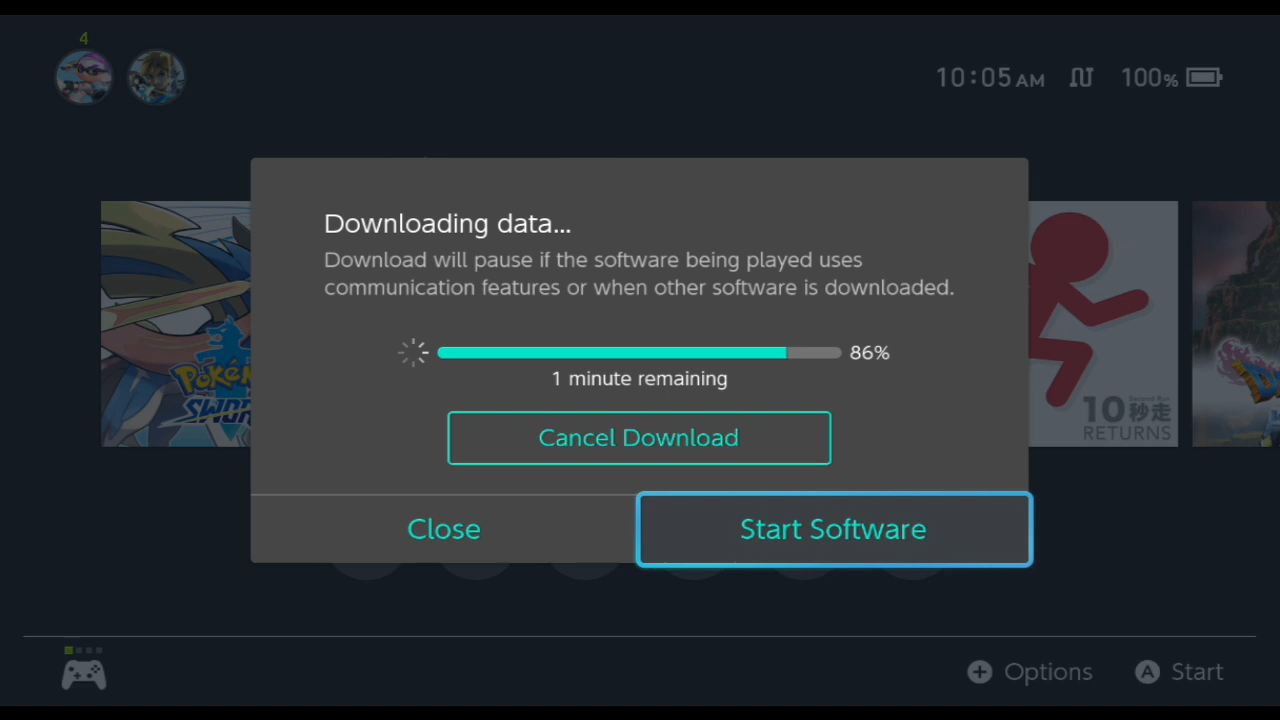 4
10:05 AM 100%
Downloading data...
Download will pause if the software being played uses
communication features or when other software is downloaded.
86%
1 minute remaining
Cancel Download
Close
Start Software
Poké
SWOR
10秒走
RETURNS
Options
Start